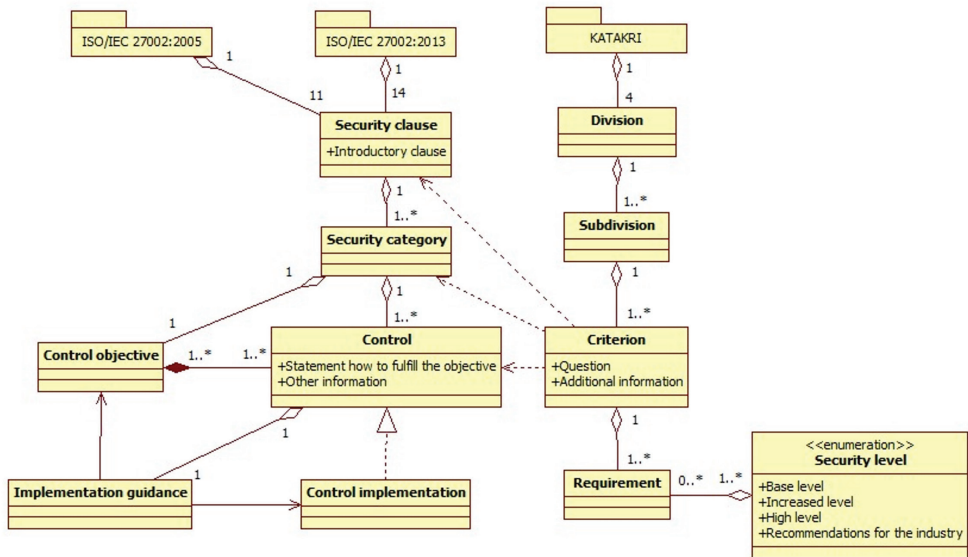 ISO/IEC 27002:2005
ISO/IEC 27002:2013
KATAKRI
1
1
1
11
14
4
Security clause
+Introductory clause
Division
1
1
1..*
1..*
Security category
Subdivision
1
1
1
1
1..*
1..*
Control objective
1..*
1..*
Control
+Statement how to fulfill the objective
+Other information
Criterion
+Question
+Additional information
1
1
1
1..*
Implementation guidance
Control implementation
Requirement
0..*
1..*
<<enumeration>>
Security level
+Base level
+Increased level
+High level
+Recommendations for the industry